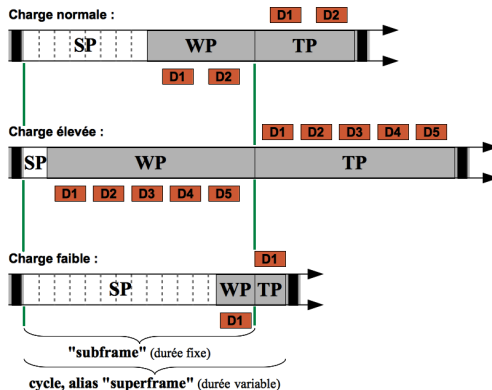 Charge normale:
D1 D2
SP WP TP
D1 D2
Charge élevée:
D1 D2 D3 D4 D5
SP WP TP
D1 D2 D3 D4 D5
Charge faible:
D1
SP WP TP
D1
"subframe" (durée fixe)
cycle, alias "superframe" (durée variable)